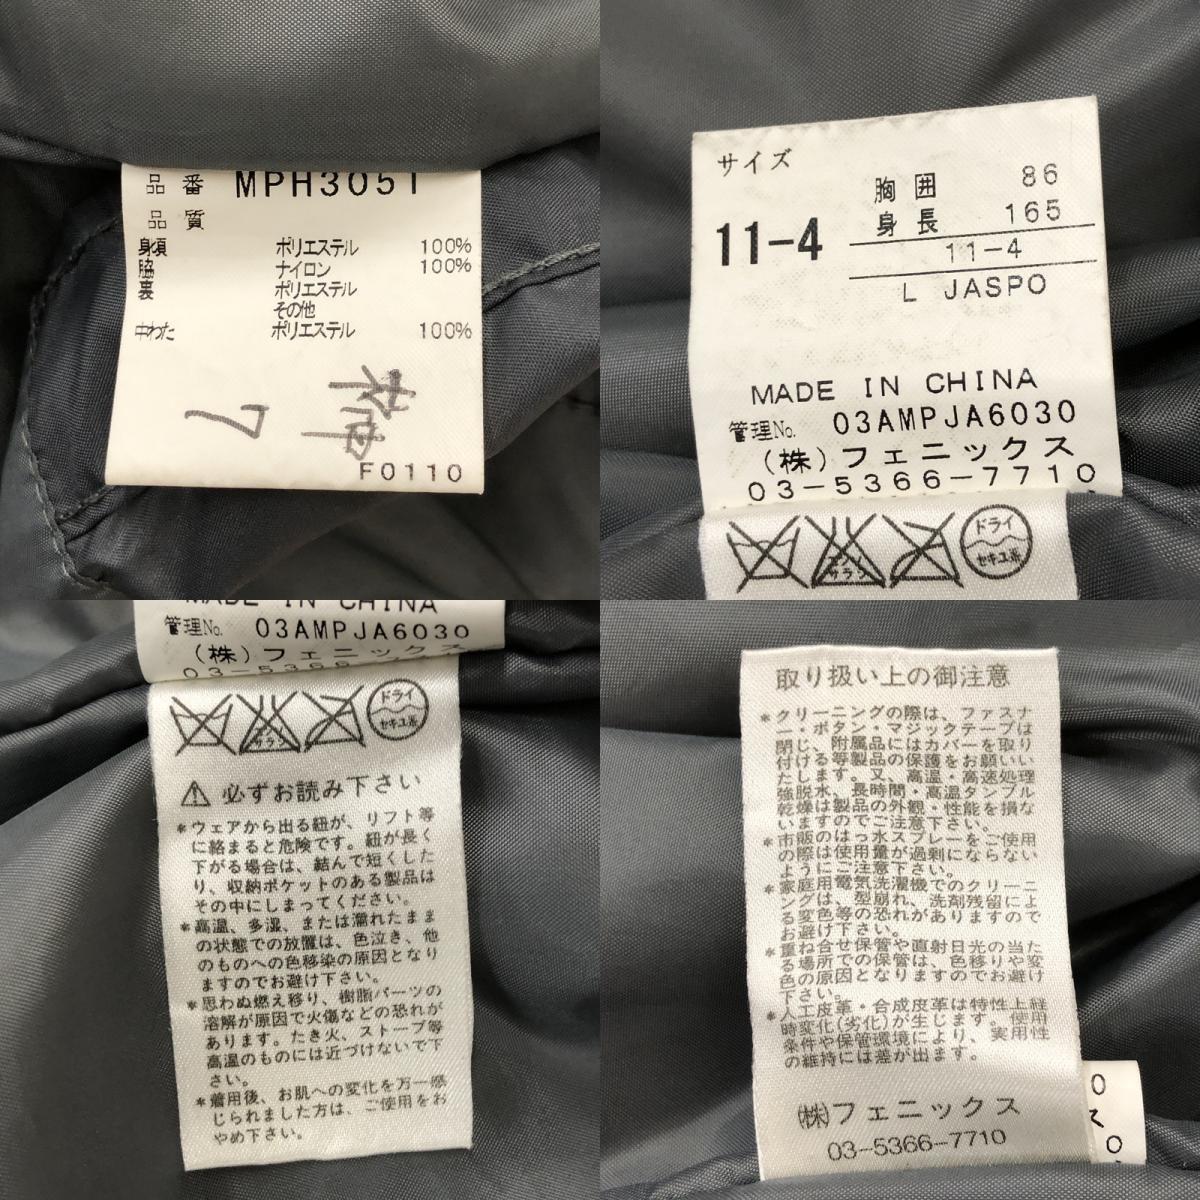 品番 MPH3051
品質
身頃 ポリエステル 100%
脇 ナイロン 100%
裏 ポリエステル
その他
中わた ポリエステル 100%
7
F0110
サイズ
11-4
胸囲 86
身長 165
11-4
L JASPO
MADE IN CHINA
管理No. 03AMPJA6030
(株)フェニックス
03-5366-7710
エンソ
サラシ
ドライ
セキユ系
MADE IN CHINA
管理No. 03AMPJA6030
(株)フェニックス
03-5366
サラシ
ドライ
セキユ系
必ずお読み下さい
*ウェアから出る紐が、リフト等
に絡まると危険です。紐が長く
下がる場合は、結んで短くした
り、収納ポケットのある製品は
その中にしまってください。
*高温、多湿、または濡れたまま
の状態での放置は、色泣き、他
のものへの色移染の原因となり
ますのでお避け下さい。
*思わぬ燃え移り、樹脂パーツの
溶解が原因で火傷などの恐れが
あります。たき火、ストーブ等
高温のものには近づけないで下
さい。
*着用後、お肌への変化を万一感
じられました方は、ご使用をお
やめ下さい。
取り扱い上の御注意
*クリーニングの際は、ファスナ
ー・ボタン・マジックテープは
閉じ、附属品にはカバーを取り
付ける等製品の保護をお願いい
たします。又、高温・高速処理
強脱水、長時間・高温タンブル
乾燥は製品の外観・性能を損な
いますのでご注意下さい。
*市販のはっ水スプレーをご使用
の際は使用量が過剰にならない
ようにご注意下さい。
*家庭用電気洗濯機でのクリーニ
ングは、型崩れ、洗剤残留によ
る変色等の恐れがありますので
お避け下さい。
*重ね合せ保管や直射日光の当た
る場所での保管は、色移りや変
色の原因となりますのでお避け
下さい。
*人工皮革・合成皮革は特性上経
時変化(劣化)が生じます。使用
条件や保管環境により、実用性
の維持には差が出ます。
(株)フェニックス
03-5366-7710
0
ス
0